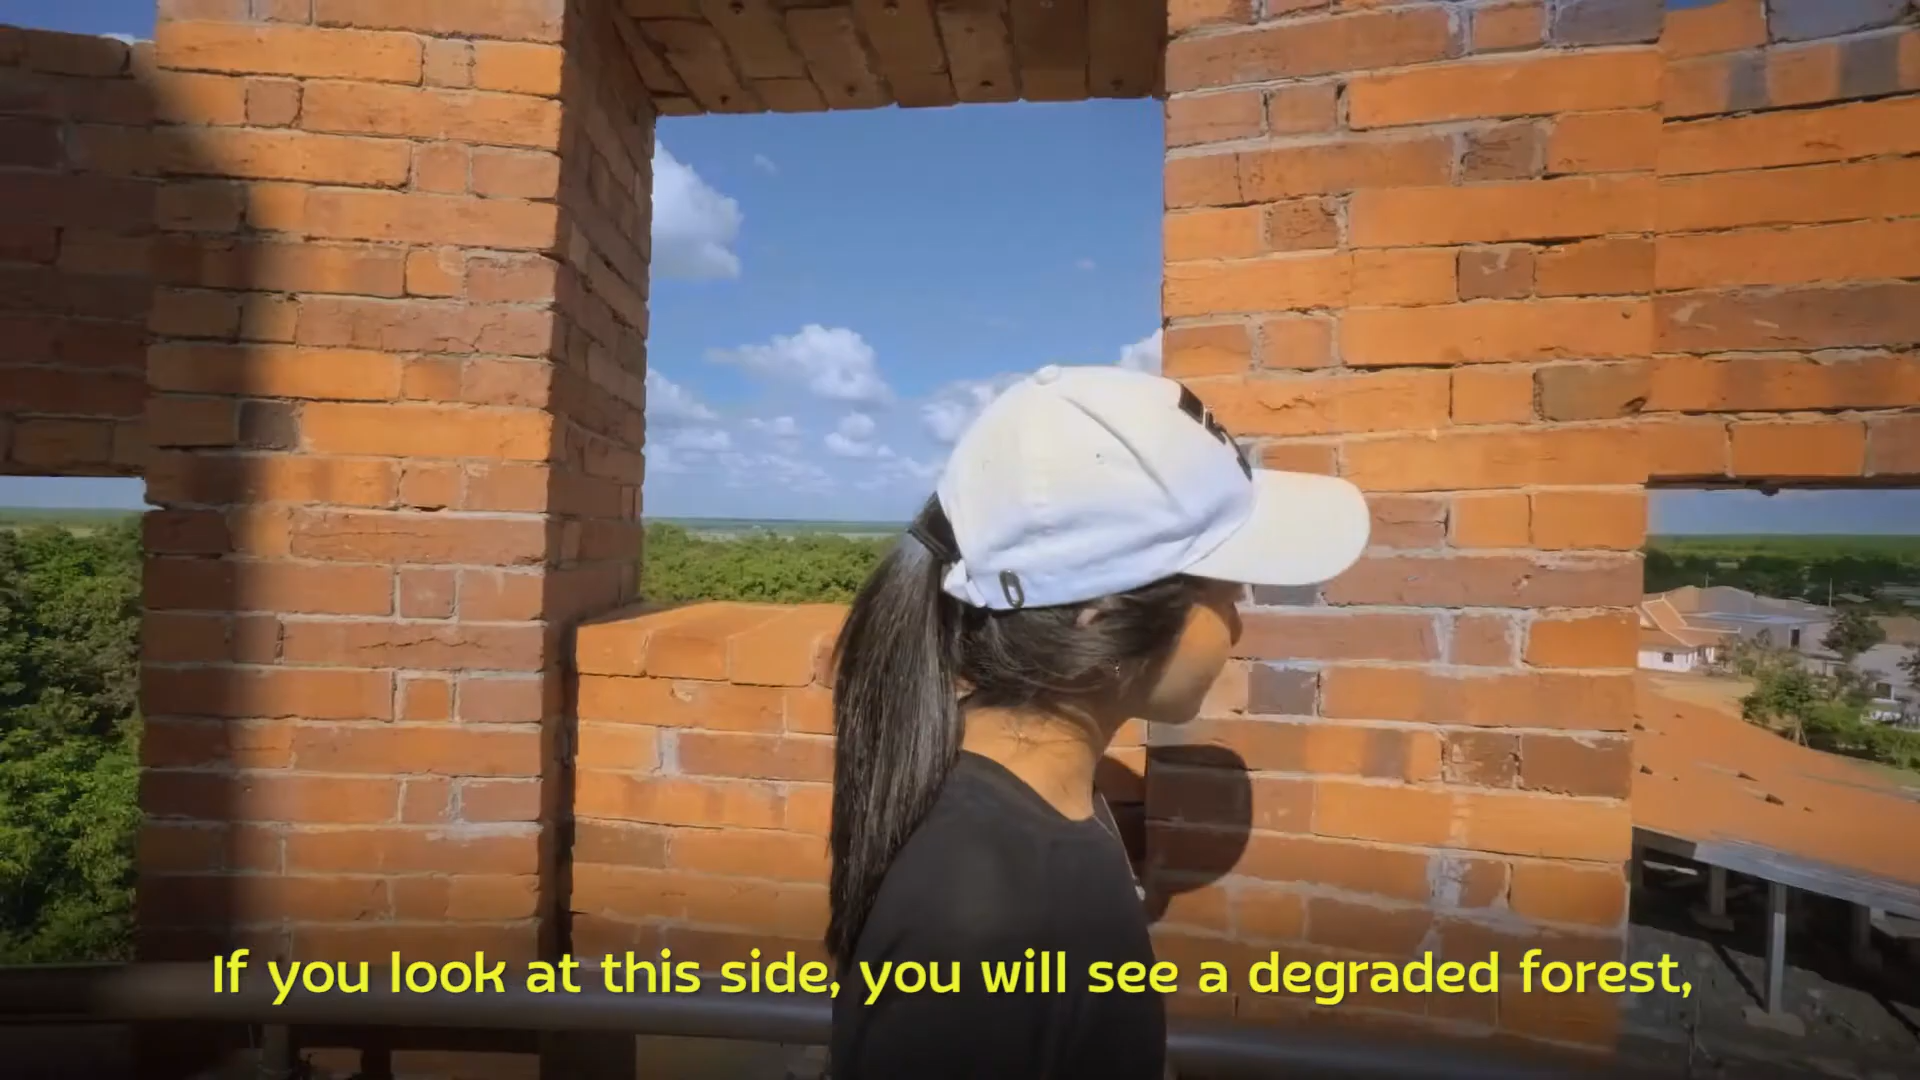 If you look at this side, you will see a degraded forest,